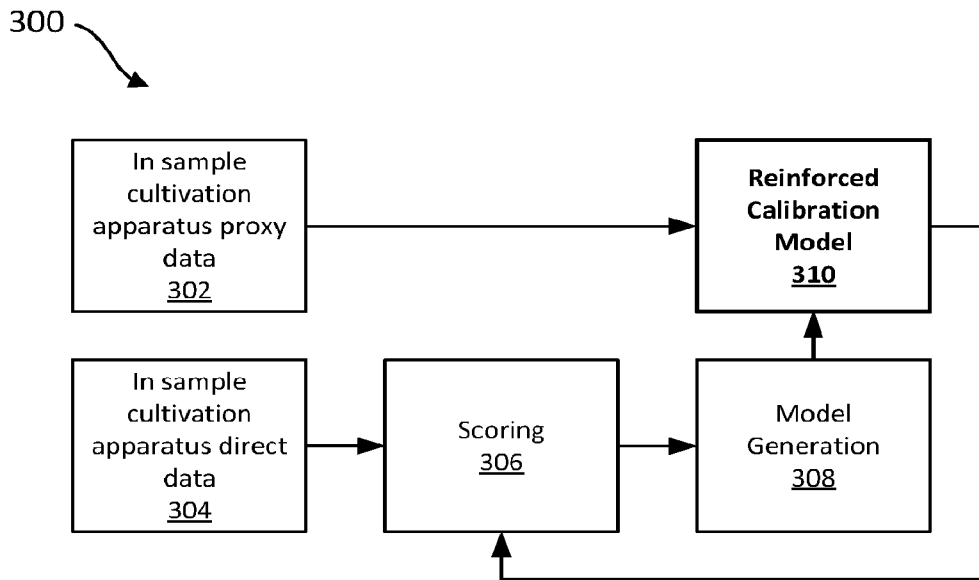 300
In sample
cultivation
apparatus proxy
data
302
Reinforced
Calibration
Model
310
In sample
cultivation
apparatus direct
data
304
Scoring
306
Model
Generation
308